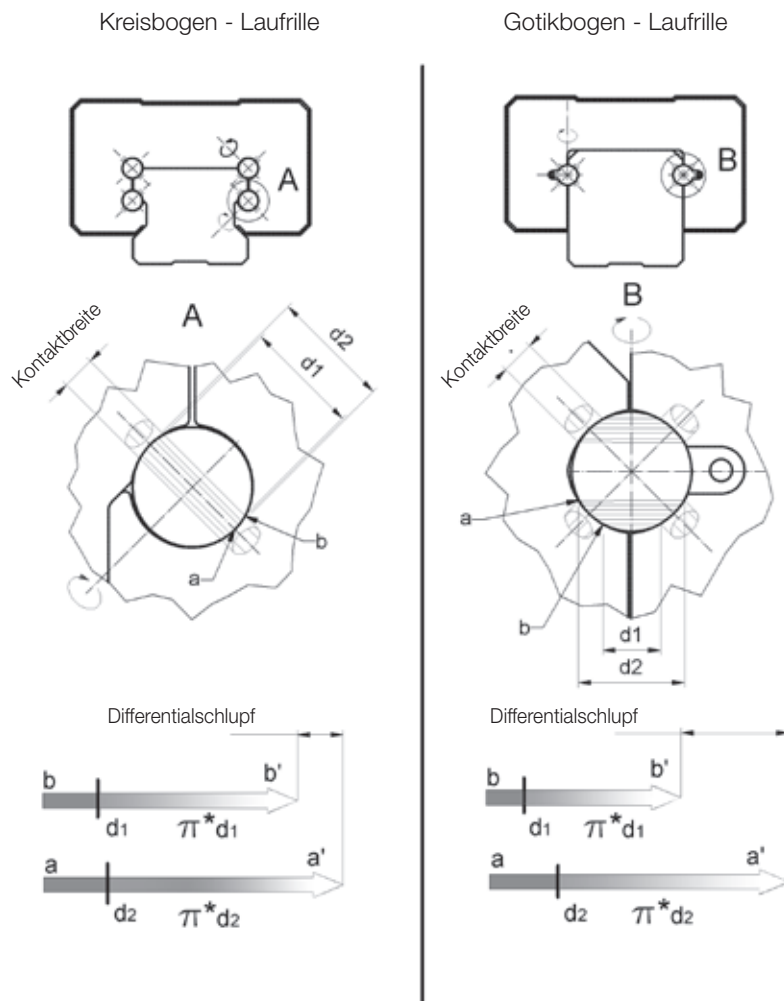 Kreisbogen - Laufrille
A
A
Kontaktbreite
d2
d1
b
a
Differentialschlupf
b
b'
d1
π*d1
a
a'
d2
π*d2
Gotikbogen - Laufrille
B
B
Kontaktbreite
a
b
d1
d2
Differentialschlupf
b
b'
d1
π*d1
a
a'
d2
π*d2